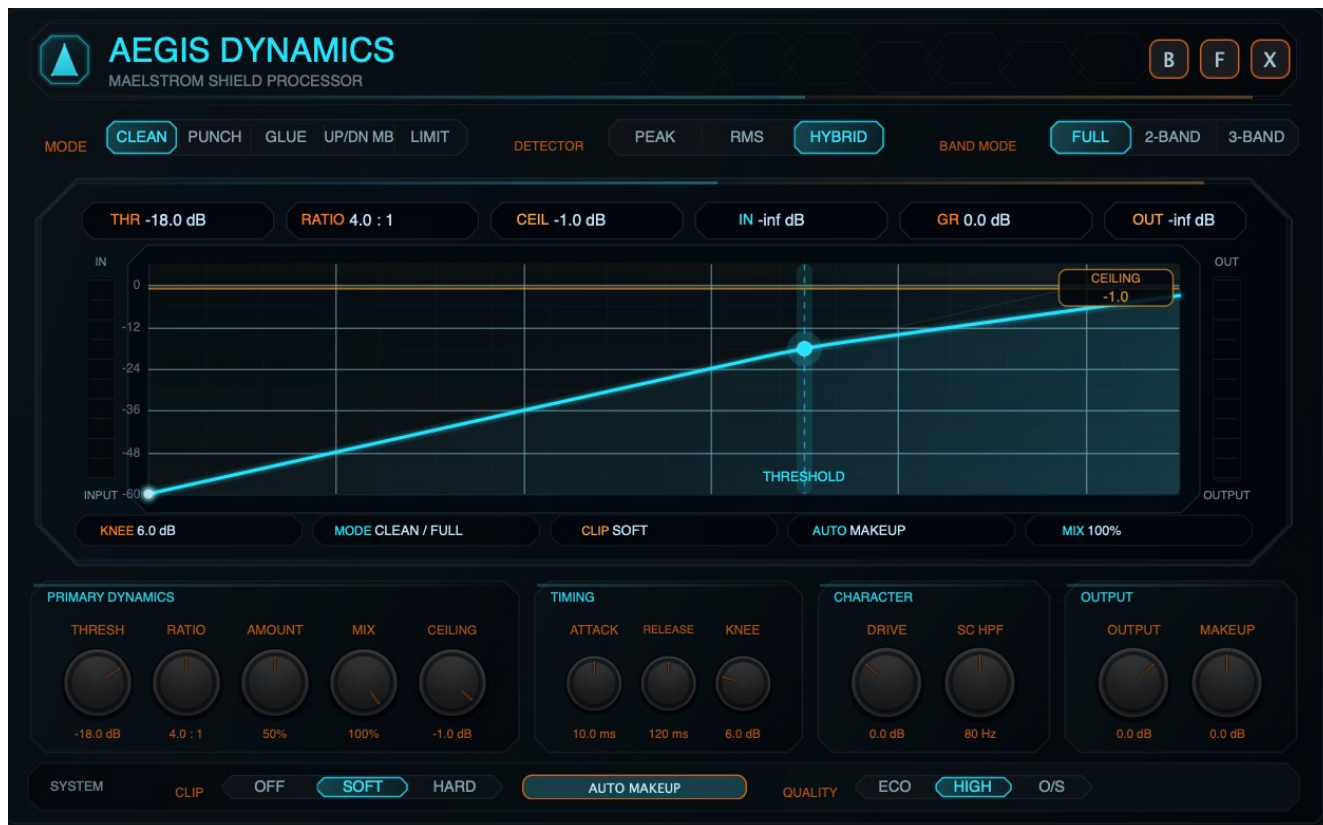 AEGIS DYNAMICS
MAELSTROM SHIELD PROCESSOR
B F X
MODE CLEAN PUNCH GLUE UP/DN MB LIMIT DETECTOR PEAK RMS HYBRID BAND MODE FULL 2-BAND 3-BAND
THR -18.0 dB RATIO 4.0 : 1 CEIL -1.0 dB IN -inf dB GR 0.0 dB OUT -inf dB
IN OUT
CEILING
-1.0
0
-12
-24
-36
-48
-60
THRESHOLD
INPUT OUTPUT
KNEE 6.0 dB MODE CLEAN / FULL CLIP SOFT AUTO MAKEUP MIX 100%
PRIMARY DYNAMICS TIMING CHARACTER OUTPUT
THRESH RATIO AMOUNT MIX CEILING ATTACK RELEASE KNEE DRIVE SC HPF OUTPUT MAKEUP
-18.0 dB 4.0 : 1 50% 100% -1.0 dB 10.0 ms 120 ms 6.0 dB 0.0 dB 80 Hz 0.0 dB 0.0 dB
SYSTEM CLIP OFF SOFT HARD AUTO MAKEUP QUALITY ECO HIGH O/S